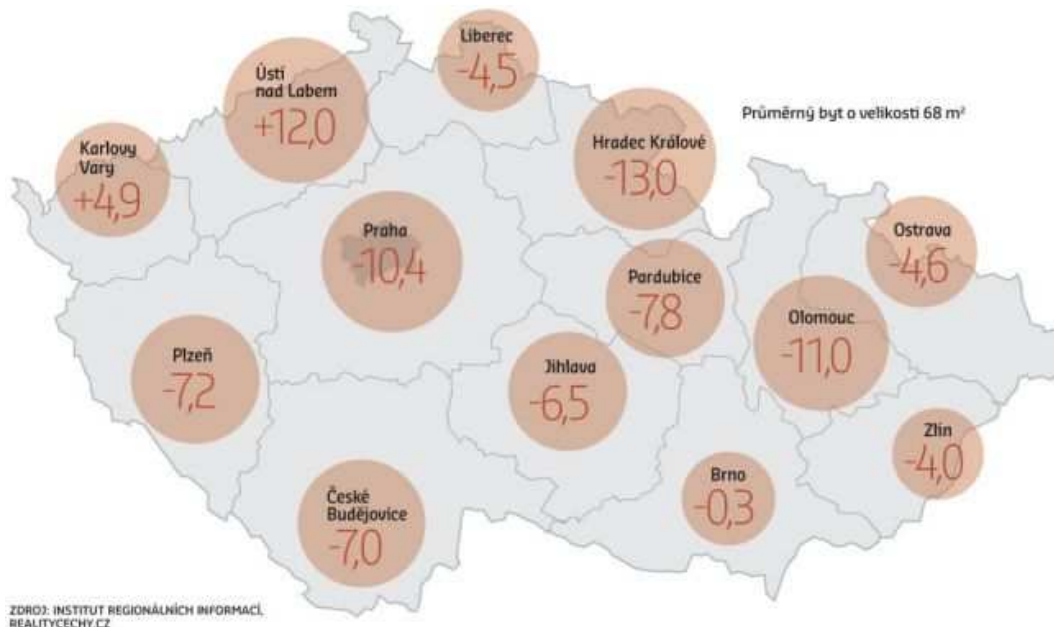 Liberec
-4,5
Ústí
nad Labem
+12,0
Průměrný byt o velikosti 68 m²
Hradec Králové
-13,0
Karlovy
Vary
+4,9
Praha
-10,4
Ostrava
-4,6
Pardubice
-7,8
Olomouc
-11,0
Plzeň
-7,2
Jihlava
-6,5
Zlín
-4,0
Brno
-0,3
České
Budějovice
-7,0
ZDROJ: INSTITUT REGIONÁLNÍCH INFORMACÍ,
REALITYCECHY.CZ